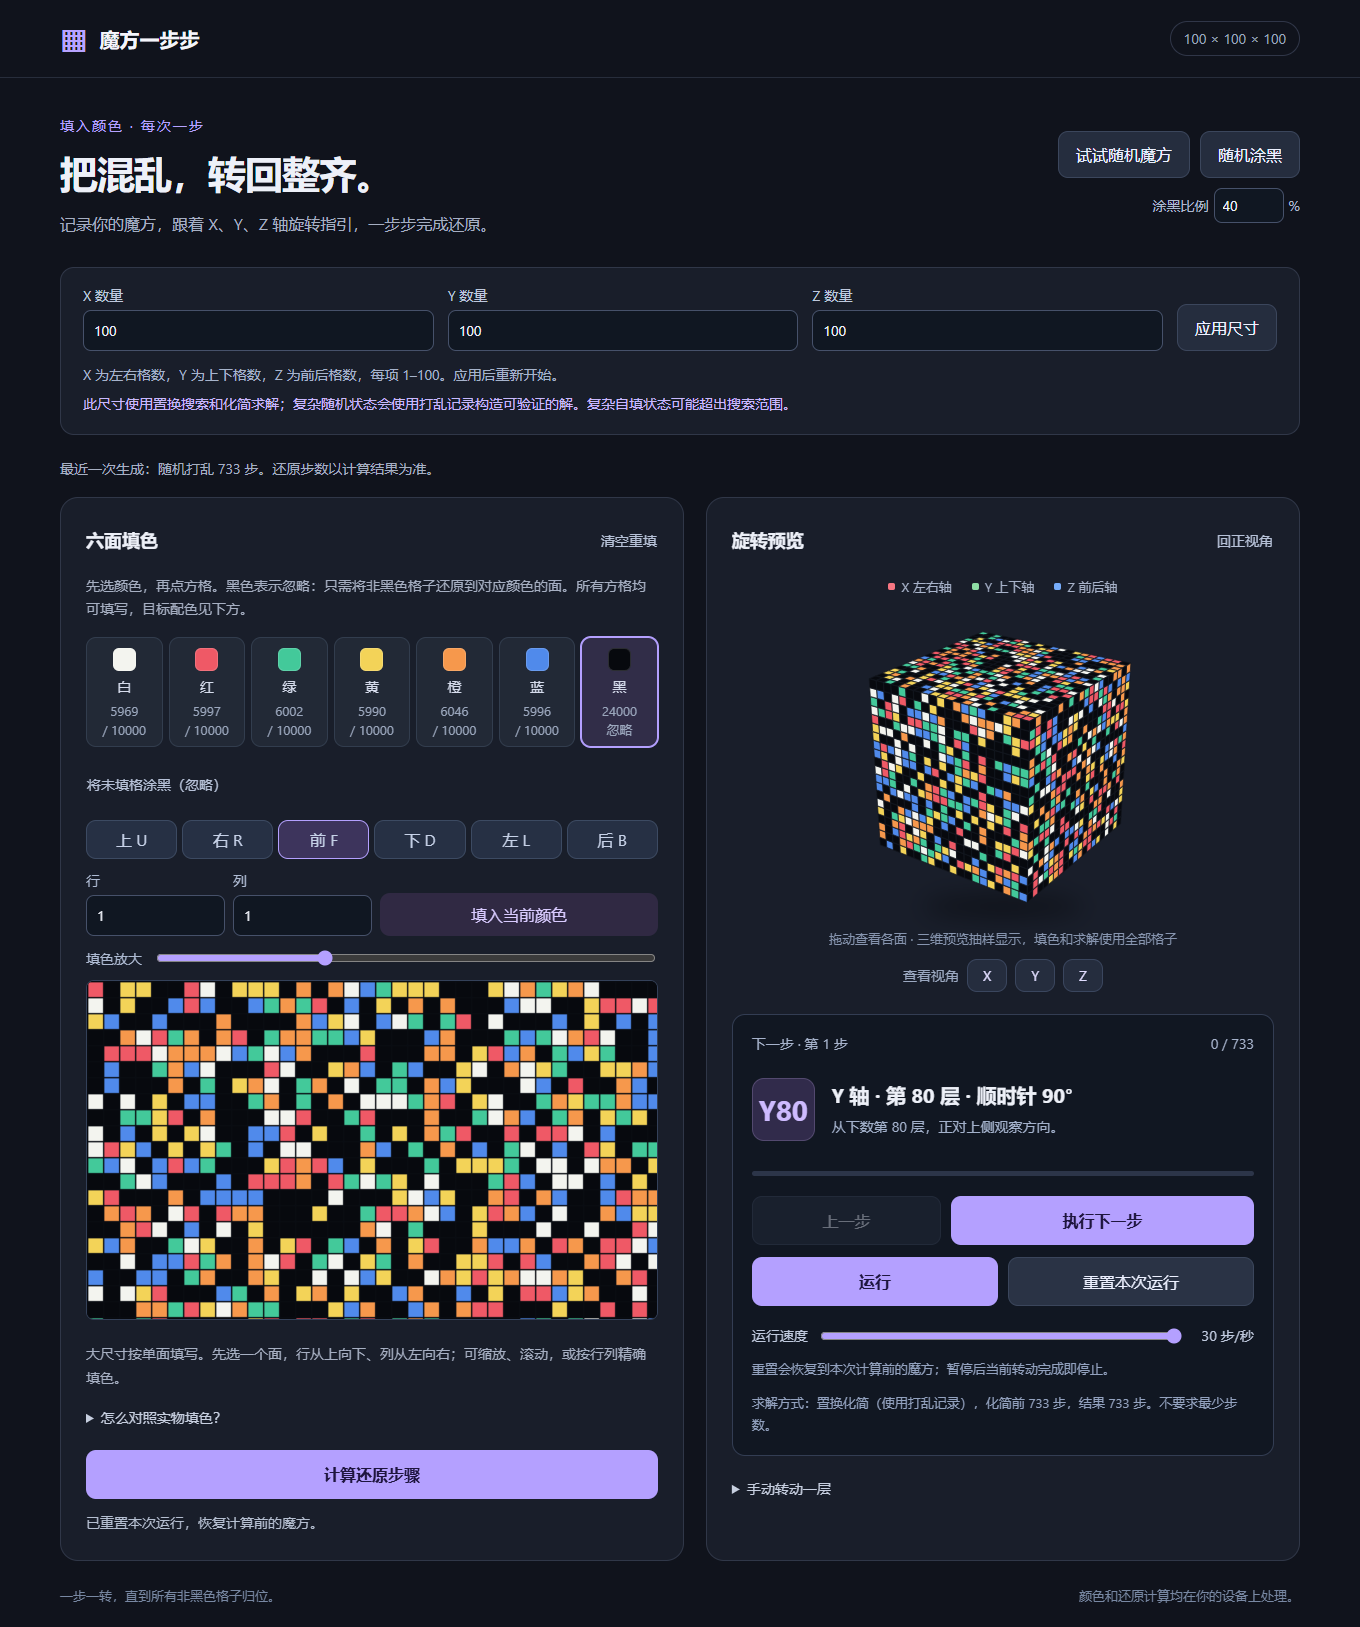 魔方一步步
100 × 100 × 100
填入颜色 · 每次一步
把混乱，转回整齐。
记录你的魔方，跟着 X、Y、Z 轴旋转指引，一步步完成还原。
试试随机魔方
随机涂黑
涂黑比例 40 %
X 数量
Y 数量
Z 数量
100
100
100
应用尺寸
X 为左右格数，Y 为上下格数，Z 为前后格数，每项 1–100。应用后重新开始。
此尺寸使用置换搜索和化简求解；复杂随机状态会使用打乱记录构造可验证的解。复杂自填状态可能超出搜索范围。
最近一次生成：随机打乱 733 步。还原步数以计算结果为准。
六面填色
清空重填
先选颜色，再点方格。黑色表示忽略：只需将非黑色格子还原到对应颜色的面。所有方格均
可填写，目标配色见下方。
白
5969
/ 10000
红
5997
/ 10000
绿
6002
/ 10000
黄
5990
/ 10000
橙
6046
/ 10000
蓝
5996
/ 10000
黑
24000
忽略
将未填格涂黑（忽略）
上 U
右 R
前 F
下 D
左 L
后 B
行
列
1
1
填入当前颜色
填色放大
大尺寸按单面填写。先选一个面，行从上向下、列从左向右；可缩放、滚动，或按行列精确
填色。
▶ 怎么对照实物填色？
计算还原步骤
已重置本次运行，恢复计算前的魔方。
旋转预览
回正视角
X 左右轴
Y 上下轴
Z 前后轴
拖动查看各面 · 三维预览抽样显示，填色和求解使用全部格子
查看视角
X
Y
Z
下一步 · 第 1 步
0 / 733
Y80
Y 轴 · 第 80 层 · 顺时针 90°
从下数第 80 层，正对上侧观察方向。
上一步
执行下一步
运行
重置本次运行
运行速度
30 步/秒
重置会恢复到本次计算前的魔方；暂停后当前转动完成即停止。
求解方式：置换化简（使用打乱记录），化简前 733 步，结果 733 步。不要求最少步
数。
▶ 手动转动一层
一步一转，直到所有非黑色格子归位。
颜色和还原计算均在你的设备上处理。